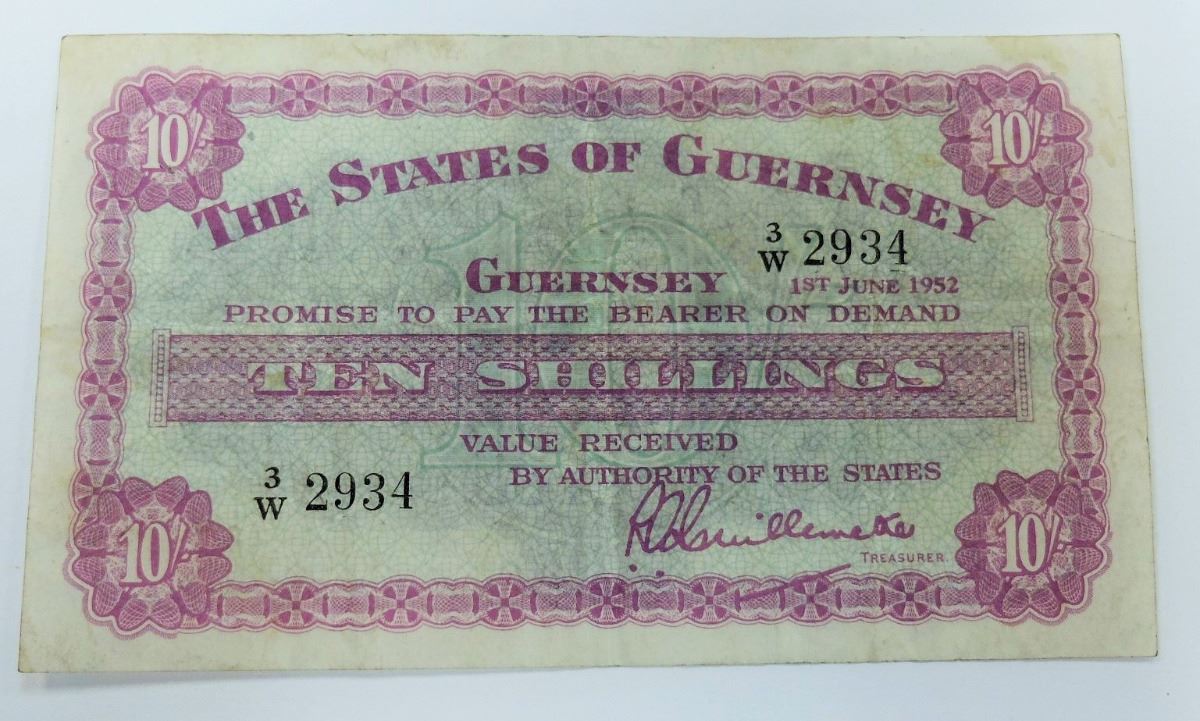 10/- 10/-
THE STATES OF GUERNSEY
3/W 2934
GUERNSEY 1ST JUNE 1952
PROMISE TO PAY THE BEARER ON DEMAND
10
TEN SHILLINGS
VALUE RECEIVED
BY AUTHORITY OF THE STATES
3/W 2934
TREASURER.
10/- 10/-